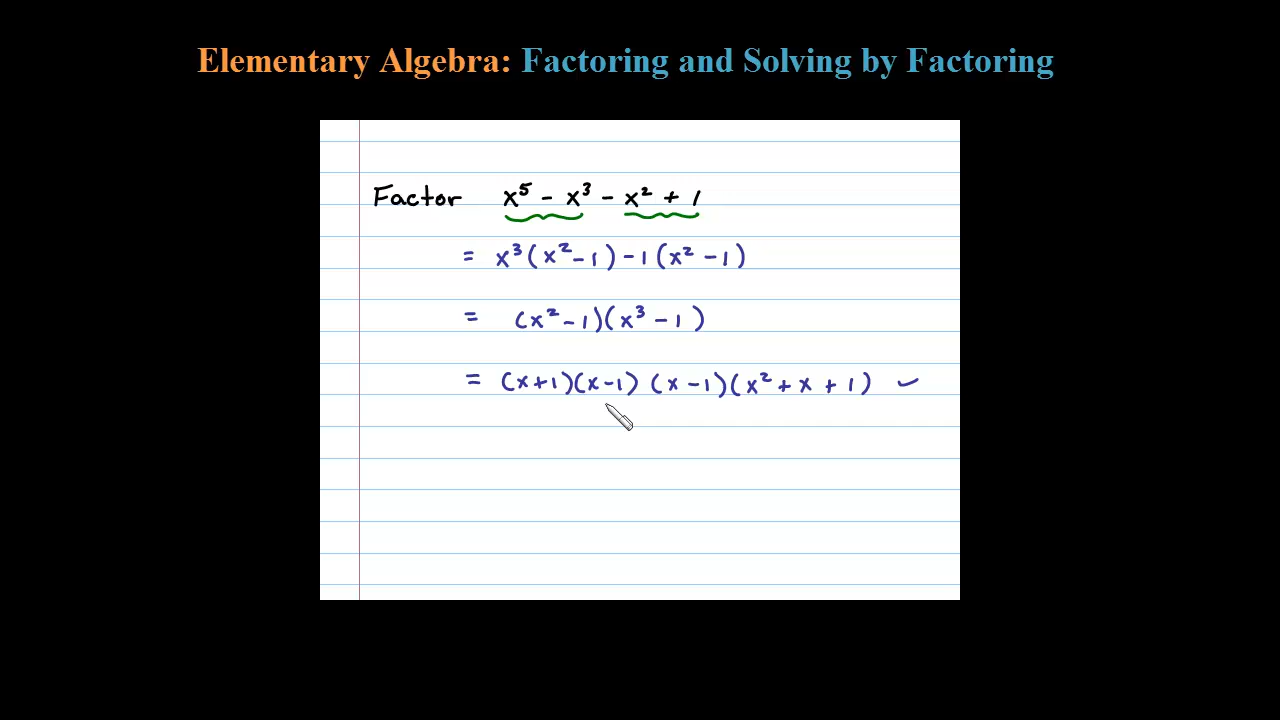 Elementary Algebra: Factoring and Solving by Factoring
Factor x⁵ - x³ - x² + 1
= x³(x² - 1) - 1(x² - 1)
= (x² - 1)(x³ - 1)
= (x + 1)(x - 1)(x - 1)(x² + x + 1) ✓